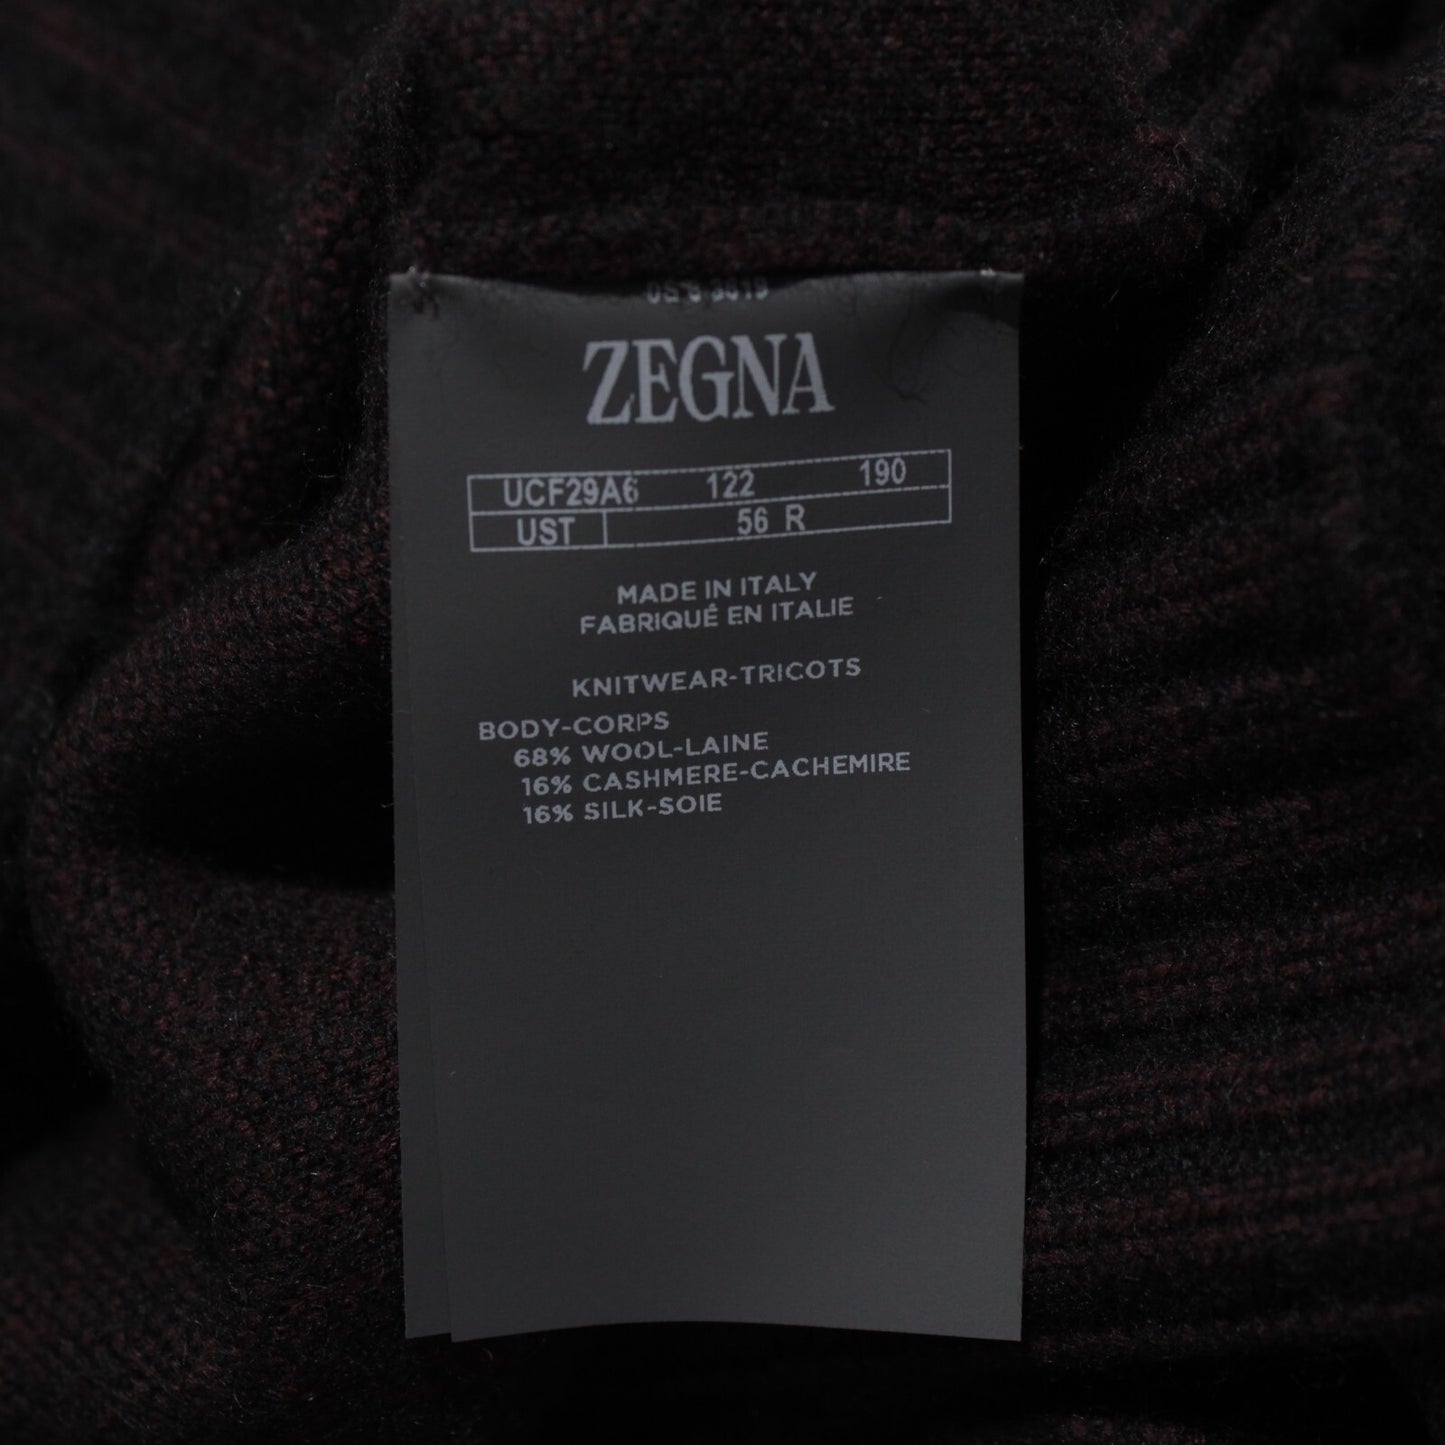 ZEGNA
UCF29A6 122 190
UST 56 R
MADE IN ITALY
FABRIQUÉ EN ITALIE
KNITWEAR-TRICOTS
BODY-CORPS
68% WOOL-LAINE
16% CASHMERE-CACHEMIRE
16% SILK-SOIE